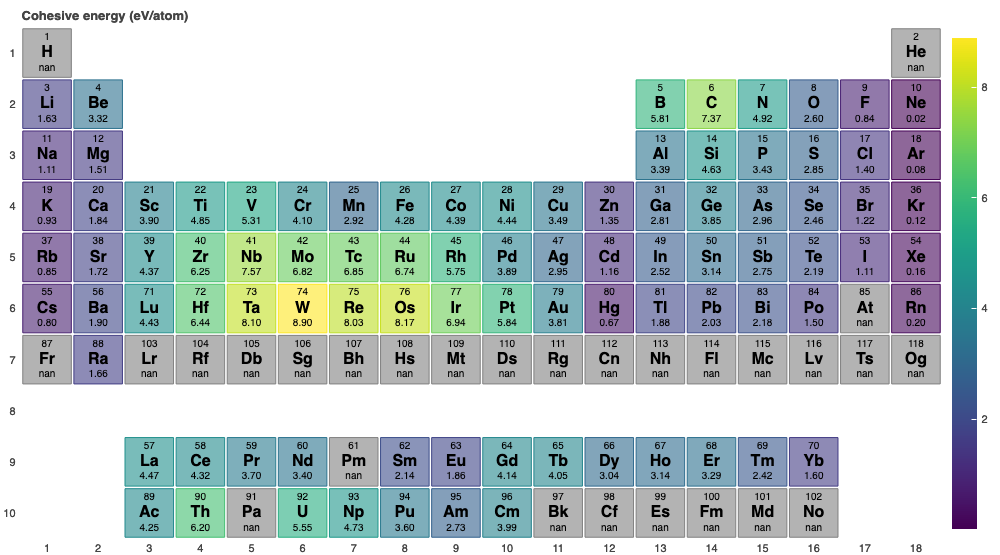 Cohesive energy (eV/atom)
1 2
1 H He
nan nan
3 4 5 6 7 8 9 10
2 Li Be B C N O F Ne 8
1.63 3.32 5.81 7.37 4.92 2.60 0.84 0.02
11 12 13 14 15 16 17 18
3 Na Mg Al Si P S Cl Ar
1.11 1.51 3.39 4.63 3.43 2.85 1.40 0.08
19 20 21 22 23 24 25 26 27 28 29 30 31 32 33 34 35 36
4 K Ca Sc Ti V Cr Mn Fe Co Ni Cu Zn Ga Ge As Se Br Kr 6
0.93 1.84 3.90 4.85 5.31 4.10 2.92 4.28 4.39 4.44 3.49 1.35 2.81 3.85 2.96 2.46 1.22 0.12
37 38 39 40 41 42 43 44 45 46 47 48 49 50 51 52 53 54
5 Rb Sr Y Zr Nb Mo Tc Ru Rh Pd Ag Cd In Sn Sb Te I Xe
0.85 1.72 4.37 6.25 7.57 6.82 6.85 6.74 5.75 3.89 2.95 1.16 2.52 3.14 2.75 2.19 1.11 0.16
55 56 71 72 73 74 75 76 77 78 79 80 81 82 83 84 85 86
6 Cs Ba Lu Hf Ta W Re Os Ir Pt Au Hg Tl Pb Bi Po At Rn 4
0.80 1.90 4.43 6.44 8.10 8.90 8.03 8.17 6.94 5.84 3.81 0.67 1.88 2.03 2.18 1.50 nan 0.20
87 88 103 104 105 106 107 108 109 110 111 112 113 114 115 116 117 118
7 Fr Ra Lr Rf Db Sg Bh Hs Mt Ds Rg Cn Nh Fl Mc Lv Ts Og
nan 1.66 nan nan nan nan nan nan nan nan nan nan nan nan nan nan nan nan
8 2
57 58 59 60 61 62 63 64 65 66 67 68 69 70
9 La Ce Pr Nd Pm Sm Eu Gd Tb Dy Ho Er Tm Yb
4.47 4.32 3.70 3.40 nan 2.14 1.86 4.14 4.05 3.04 3.14 3.29 2.42 1.60
89 90 91 92 93 94 95 96 97 98 99 100 101 102
10 Ac Th Pa U Np Pu Am Cm Bk Cf Es Fm Md No
4.25 6.20 nan 5.55 4.73 3.60 2.73 3.99 nan nan nan nan nan nan
1 2 3 4 5 6 7 8 9 10 11 12 13 14 15 16 17 18